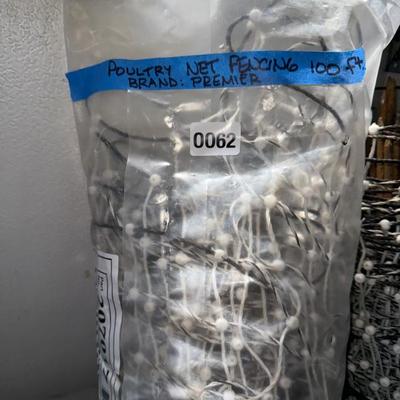 POULTRY NET FENCING 100 ft.
BRAND: PREMIER
0062